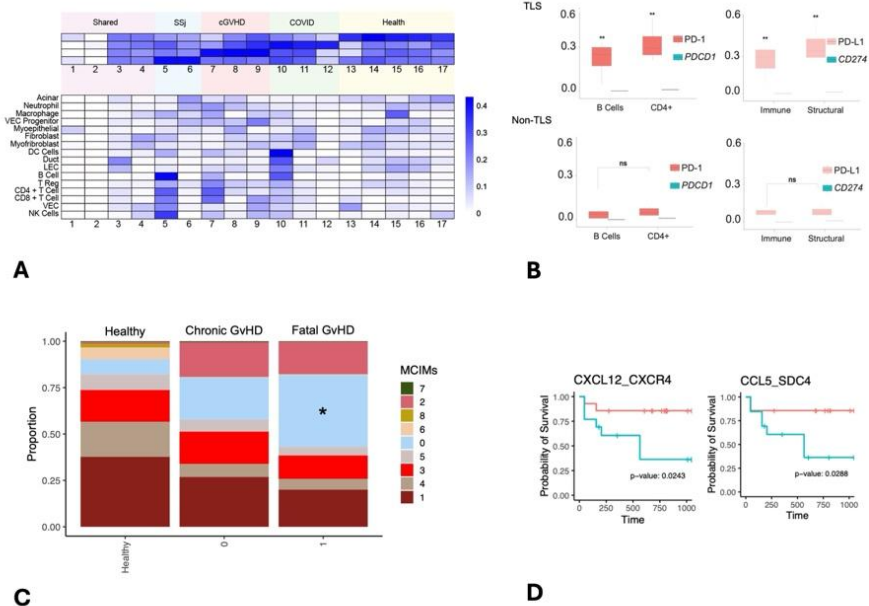 Shared SSj cGVHD COVID Health
1 2 3 4 5 6 7 8 9 10 11 12 13 14 15 16 17
Acinar
Neutrophil
Macrophage
VEC Progenitor
Myoepithelial
Fibroblast
Myofibroblast
DC Cells
Duct
LEC
B Cell
T Reg
CD4 + T Cell
CD8 + T Cell
VEC
NK Cells
1 2 3 4 5 6 7 8 9 10 11 12 13 14 15 16 17
0.4
0.3
0.2
0.1
0
A
TLS
0.6
0.3
0.0
** **
PD-1
PDCD1
B Cells CD4+
0.6
0.3
0.0
** **
PD-L1
CD274
Immune Structural
Non-TLS
0.6
0.3
0.0
ns
PD-1
PDCD1
B Cells CD4+
0.6
0.3
0.0
ns
PD-L1
CD274
Immune Structural
B
Healthy Chronic GvHD Fatal GvHD
1.00
0.75
0.50
0.25
0.00
Proportion
*
Healthy 0 1
MCIMs
7
2
8
6
0
5
3
4
1
C
CXCL12_CXCR4
1.00
0.75
0.50
0.25
0.00
Probability of Survival
p-value: 0.0243
0 250 500 750 1000
Time
CCL5_SDC4
1.00
0.75
0.50
0.25
0.00
Probability of Survival
p-value: 0.0288
0 250 500 750 1000
Time
D